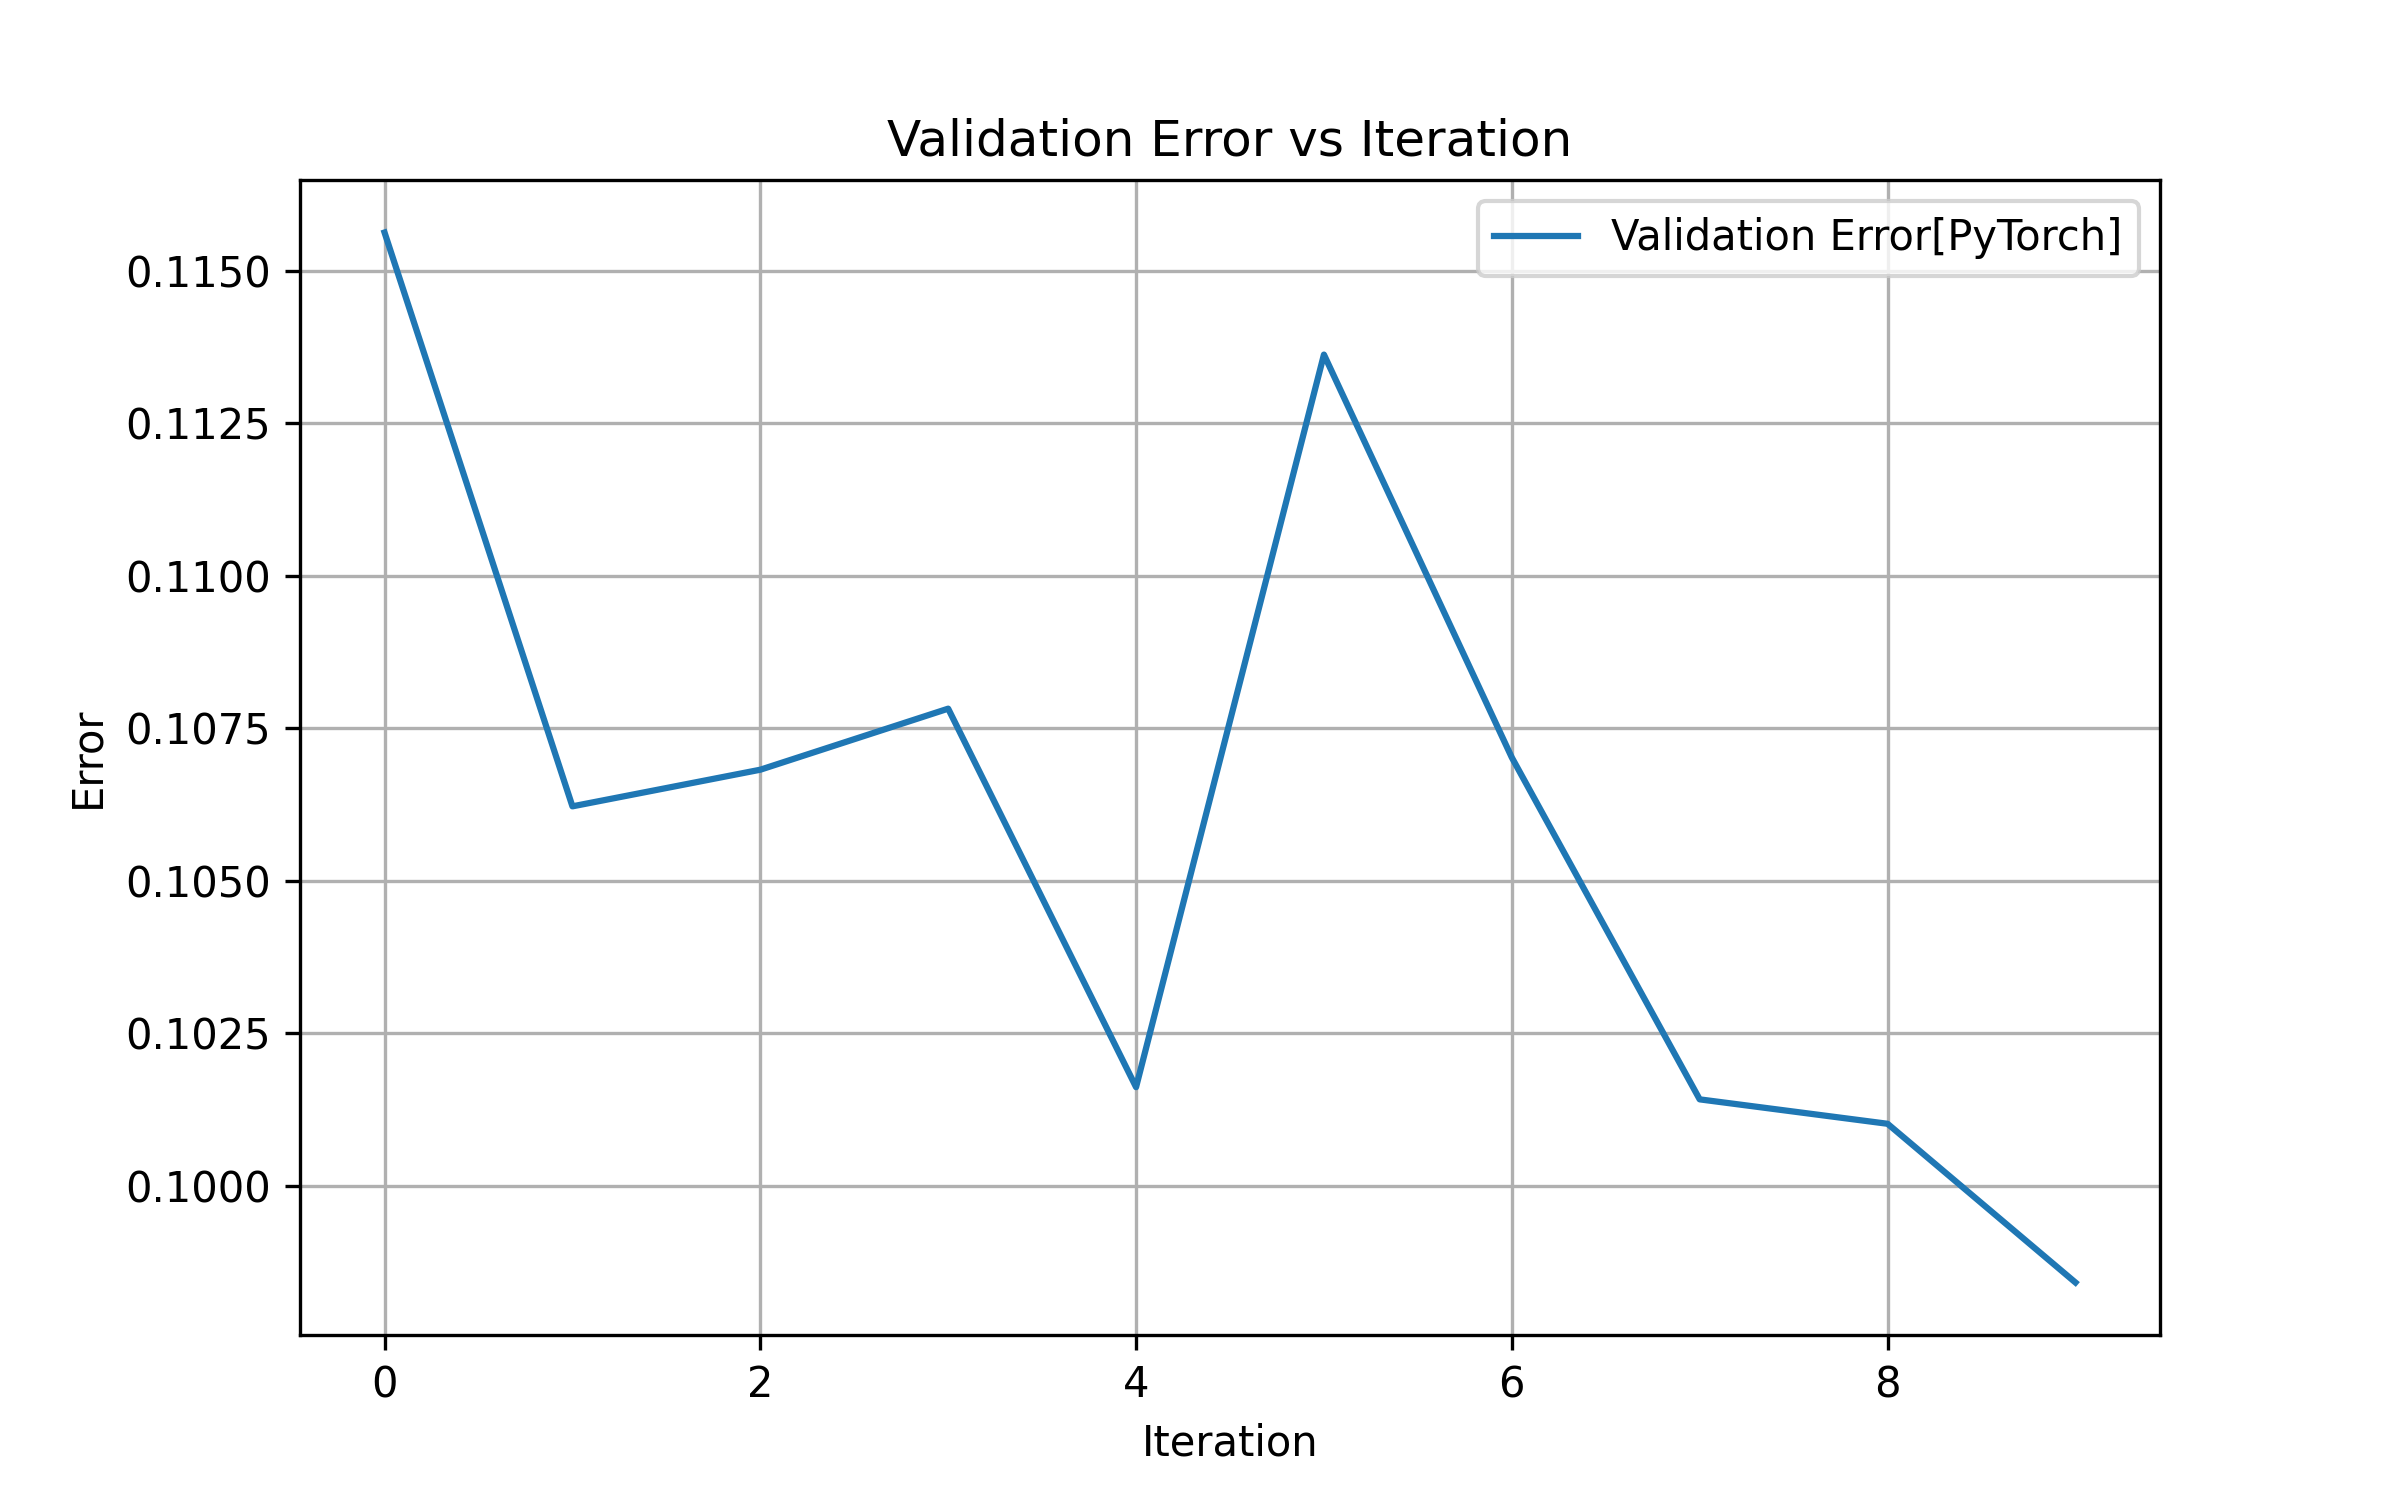 Validation Error vs Iteration
Validation Error[PyTorch]
0.1150
0.1125
0.1100
0.1075
0.1050
0.1025
0.1000
Error
0 2 4 6 8
Iteration